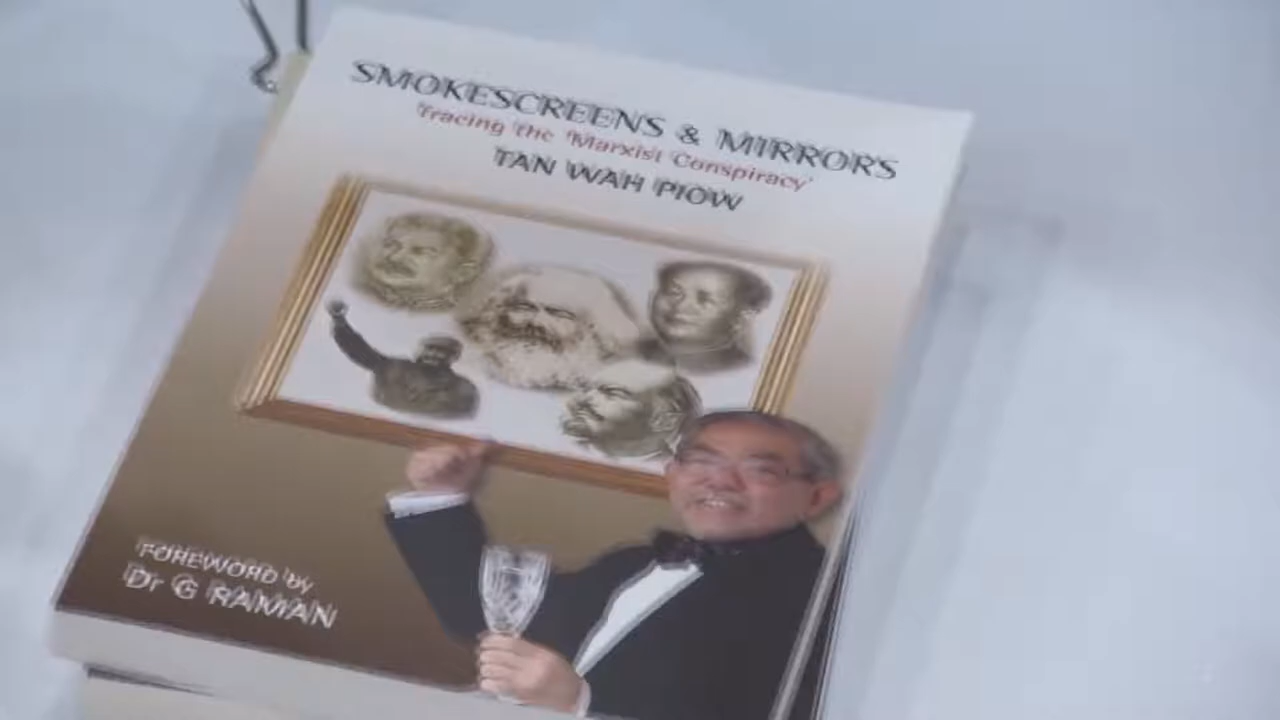 SMOKESCREENS & MIRRORS
Tracing the 'Marxist Conspiracy'
TAN WAH PIOW
FOREWORD by
Dr G RAMAN